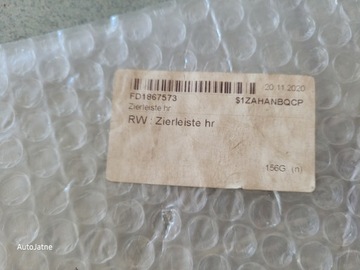 20.11.2020
FD1867573 $1ZAHANBQCP
Zierleiste hr
RW : Zierleiste hr
156G (n)
AutoJatne